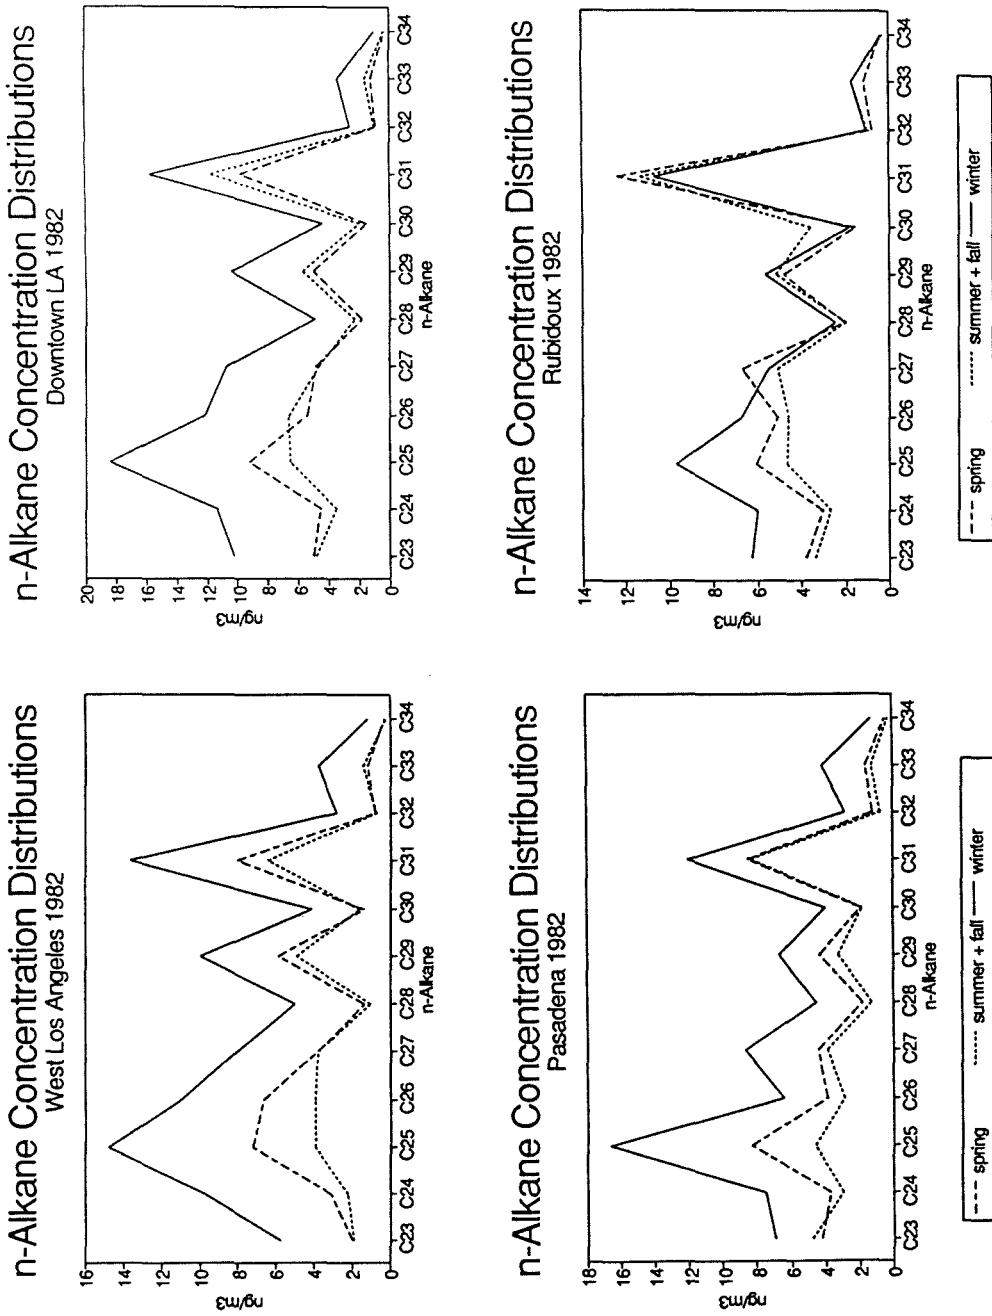 n-Alkane Concentration Distributions
West Los Angeles 1982
ng/m3
16
14
12
10
8
6
4
2
0
C23 C24 C25 C26 C27 C28 C29 C30 C31 C32 C33 C34
n-Alkane
n-Alkane Concentration Distributions
Downtown LA 1982
ng/m3
20
18
16
14
12
10
8
6
4
2
0
C23 C24 C25 C26 C27 C28 C29 C30 C31 C32 C33 C34
n-Alkane
n-Alkane Concentration Distributions
Pasadena 1982
ng/m3
18
16
14
12
10
8
6
4
2
0
C23 C24 C25 C26 C27 C28 C29 C30 C31 C32 C33 C34
n-Alkane
spring summer + fall winter
n-Alkane Concentration Distributions
Rubidoux 1982
ng/m3
14
12
10
8
6
4
2
0
C23 C24 C25 C26 C27 C28 C29 C30 C31 C32 C33 C34
n-Alkane
spring summer + fall winter